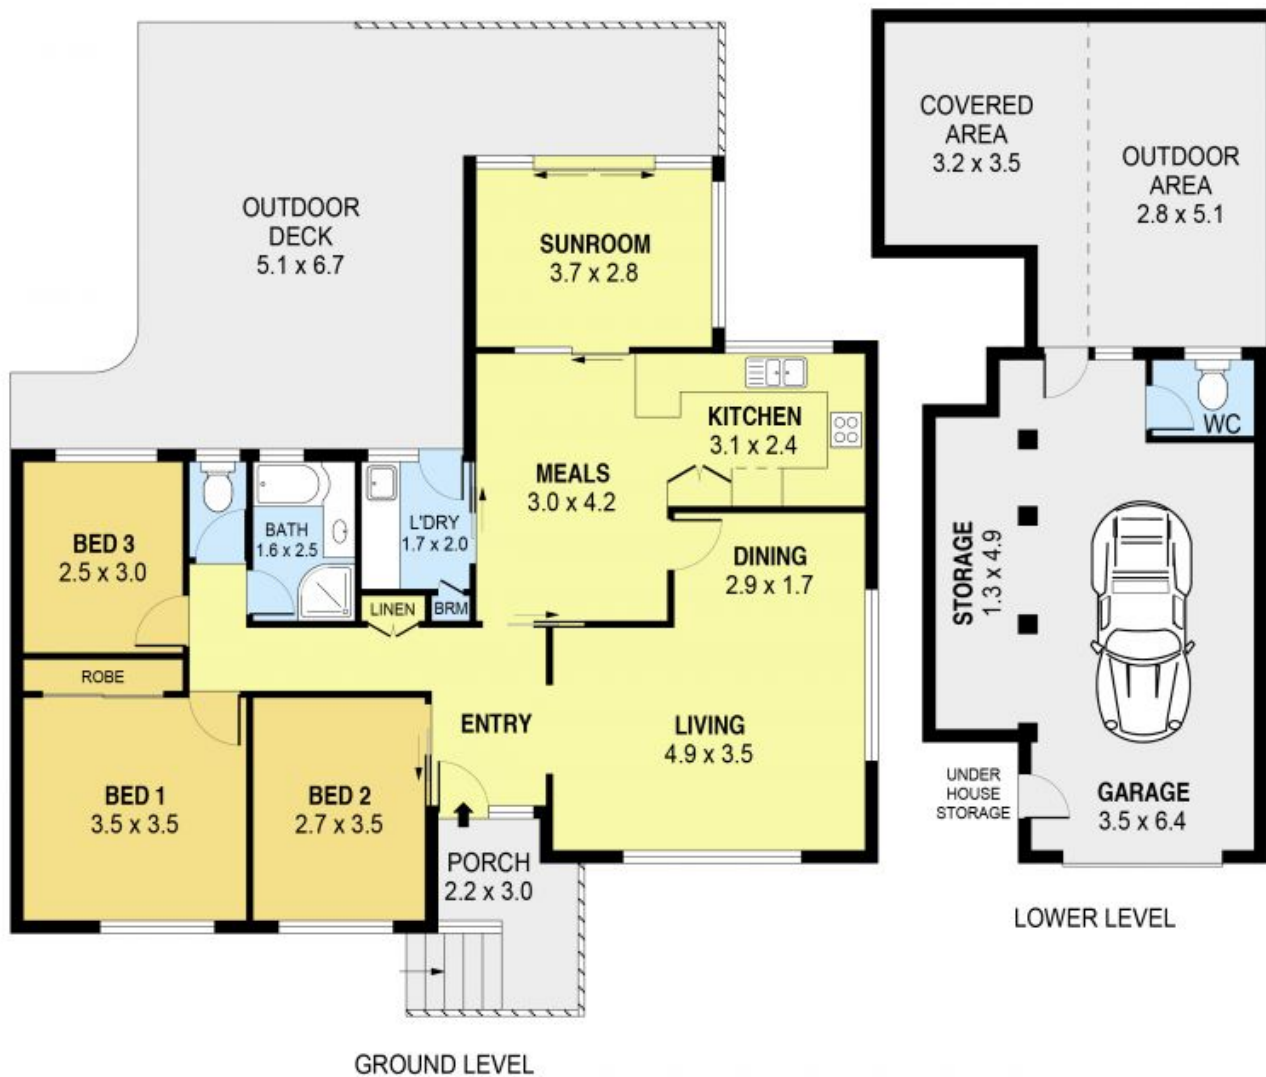 OUTDOOR
DECK
5.1 x 6.7
SUNROOM
3.7 x 2.8
KITCHEN
3.1 x 2.4
MEALS
3.0 x 4.2
BED 3
2.5 x 3.0
BATH
1.6 x 2.5
L'DRY
1.7 x 2.0
DINING
2.9 x 1.7
LINEN
BRM
ROBE
ENTRY
LIVING
4.9 x 3.5
BED 1
3.5 x 3.5
BED 2
2.7 x 3.5
PORCH
2.2 x 3.0
GROUND LEVEL
COVERED
AREA
3.2 x 3.5
OUTDOOR
AREA
2.8 x 5.1
WC
STORAGE
1.3 x 4.9
UNDER
HOUSE
STORAGE
GARAGE
3.5 x 6.4
LOWER LEVEL